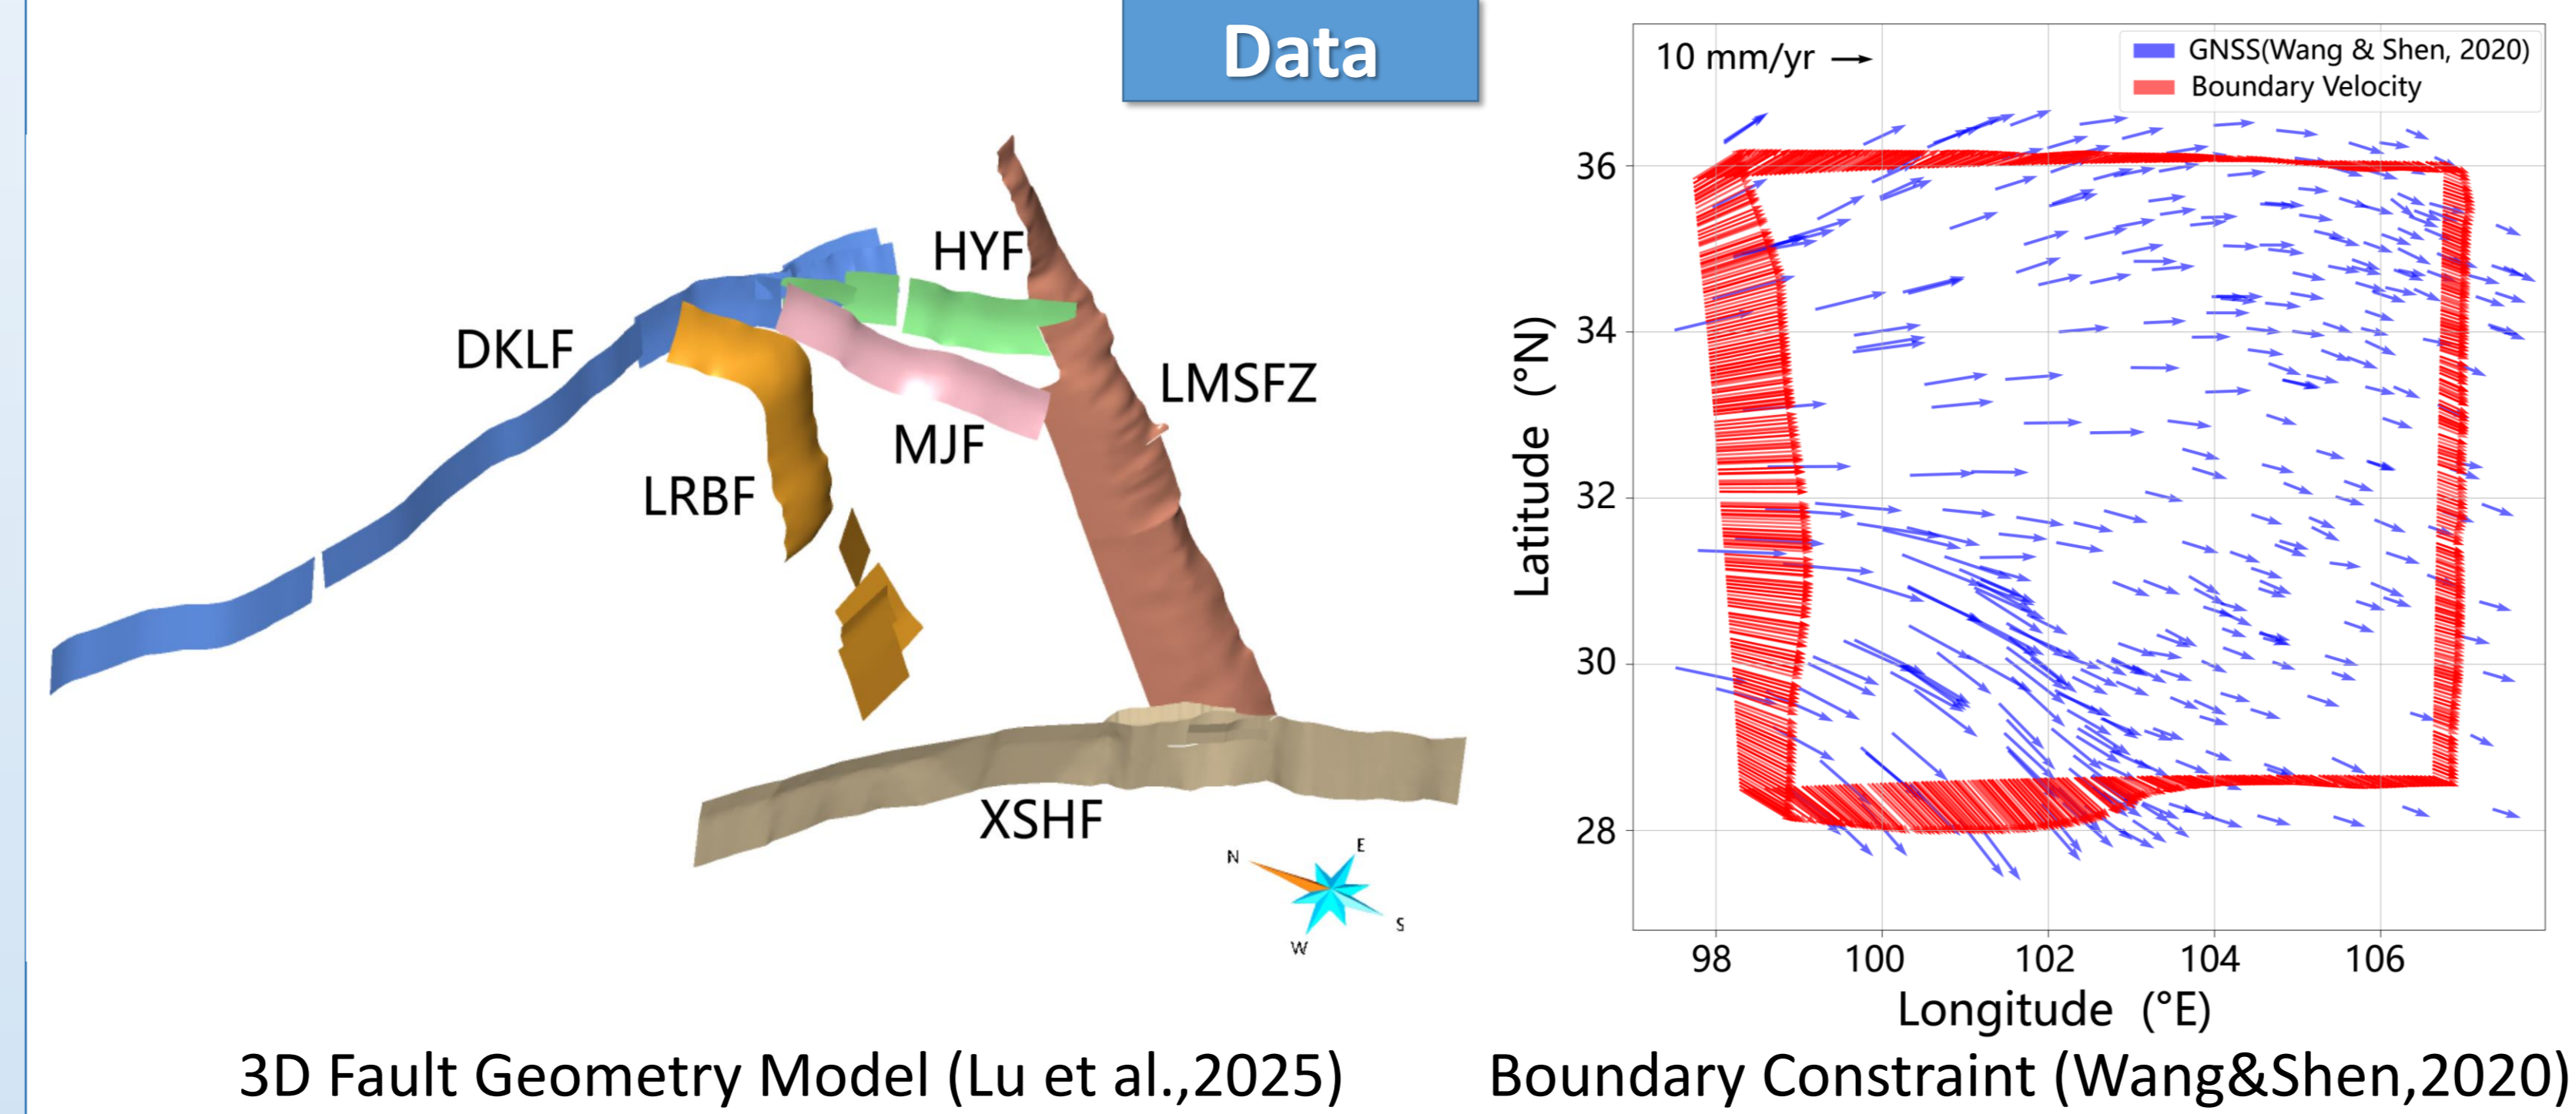 Data
HYF
DKLF
LMSFZ
MJF
LRBF
XSHF
N
E
S
W
3D Fault Geometry Model (Lu et al.,2025)
10 mm/yr
GNSS(Wang & Shen, 2020)
Boundary Velocity
36
34
32
30
28
Latitude (°N)
98 100 102 104 106
Longitude (°E)
Boundary Constraint (Wang&Shen,2020)